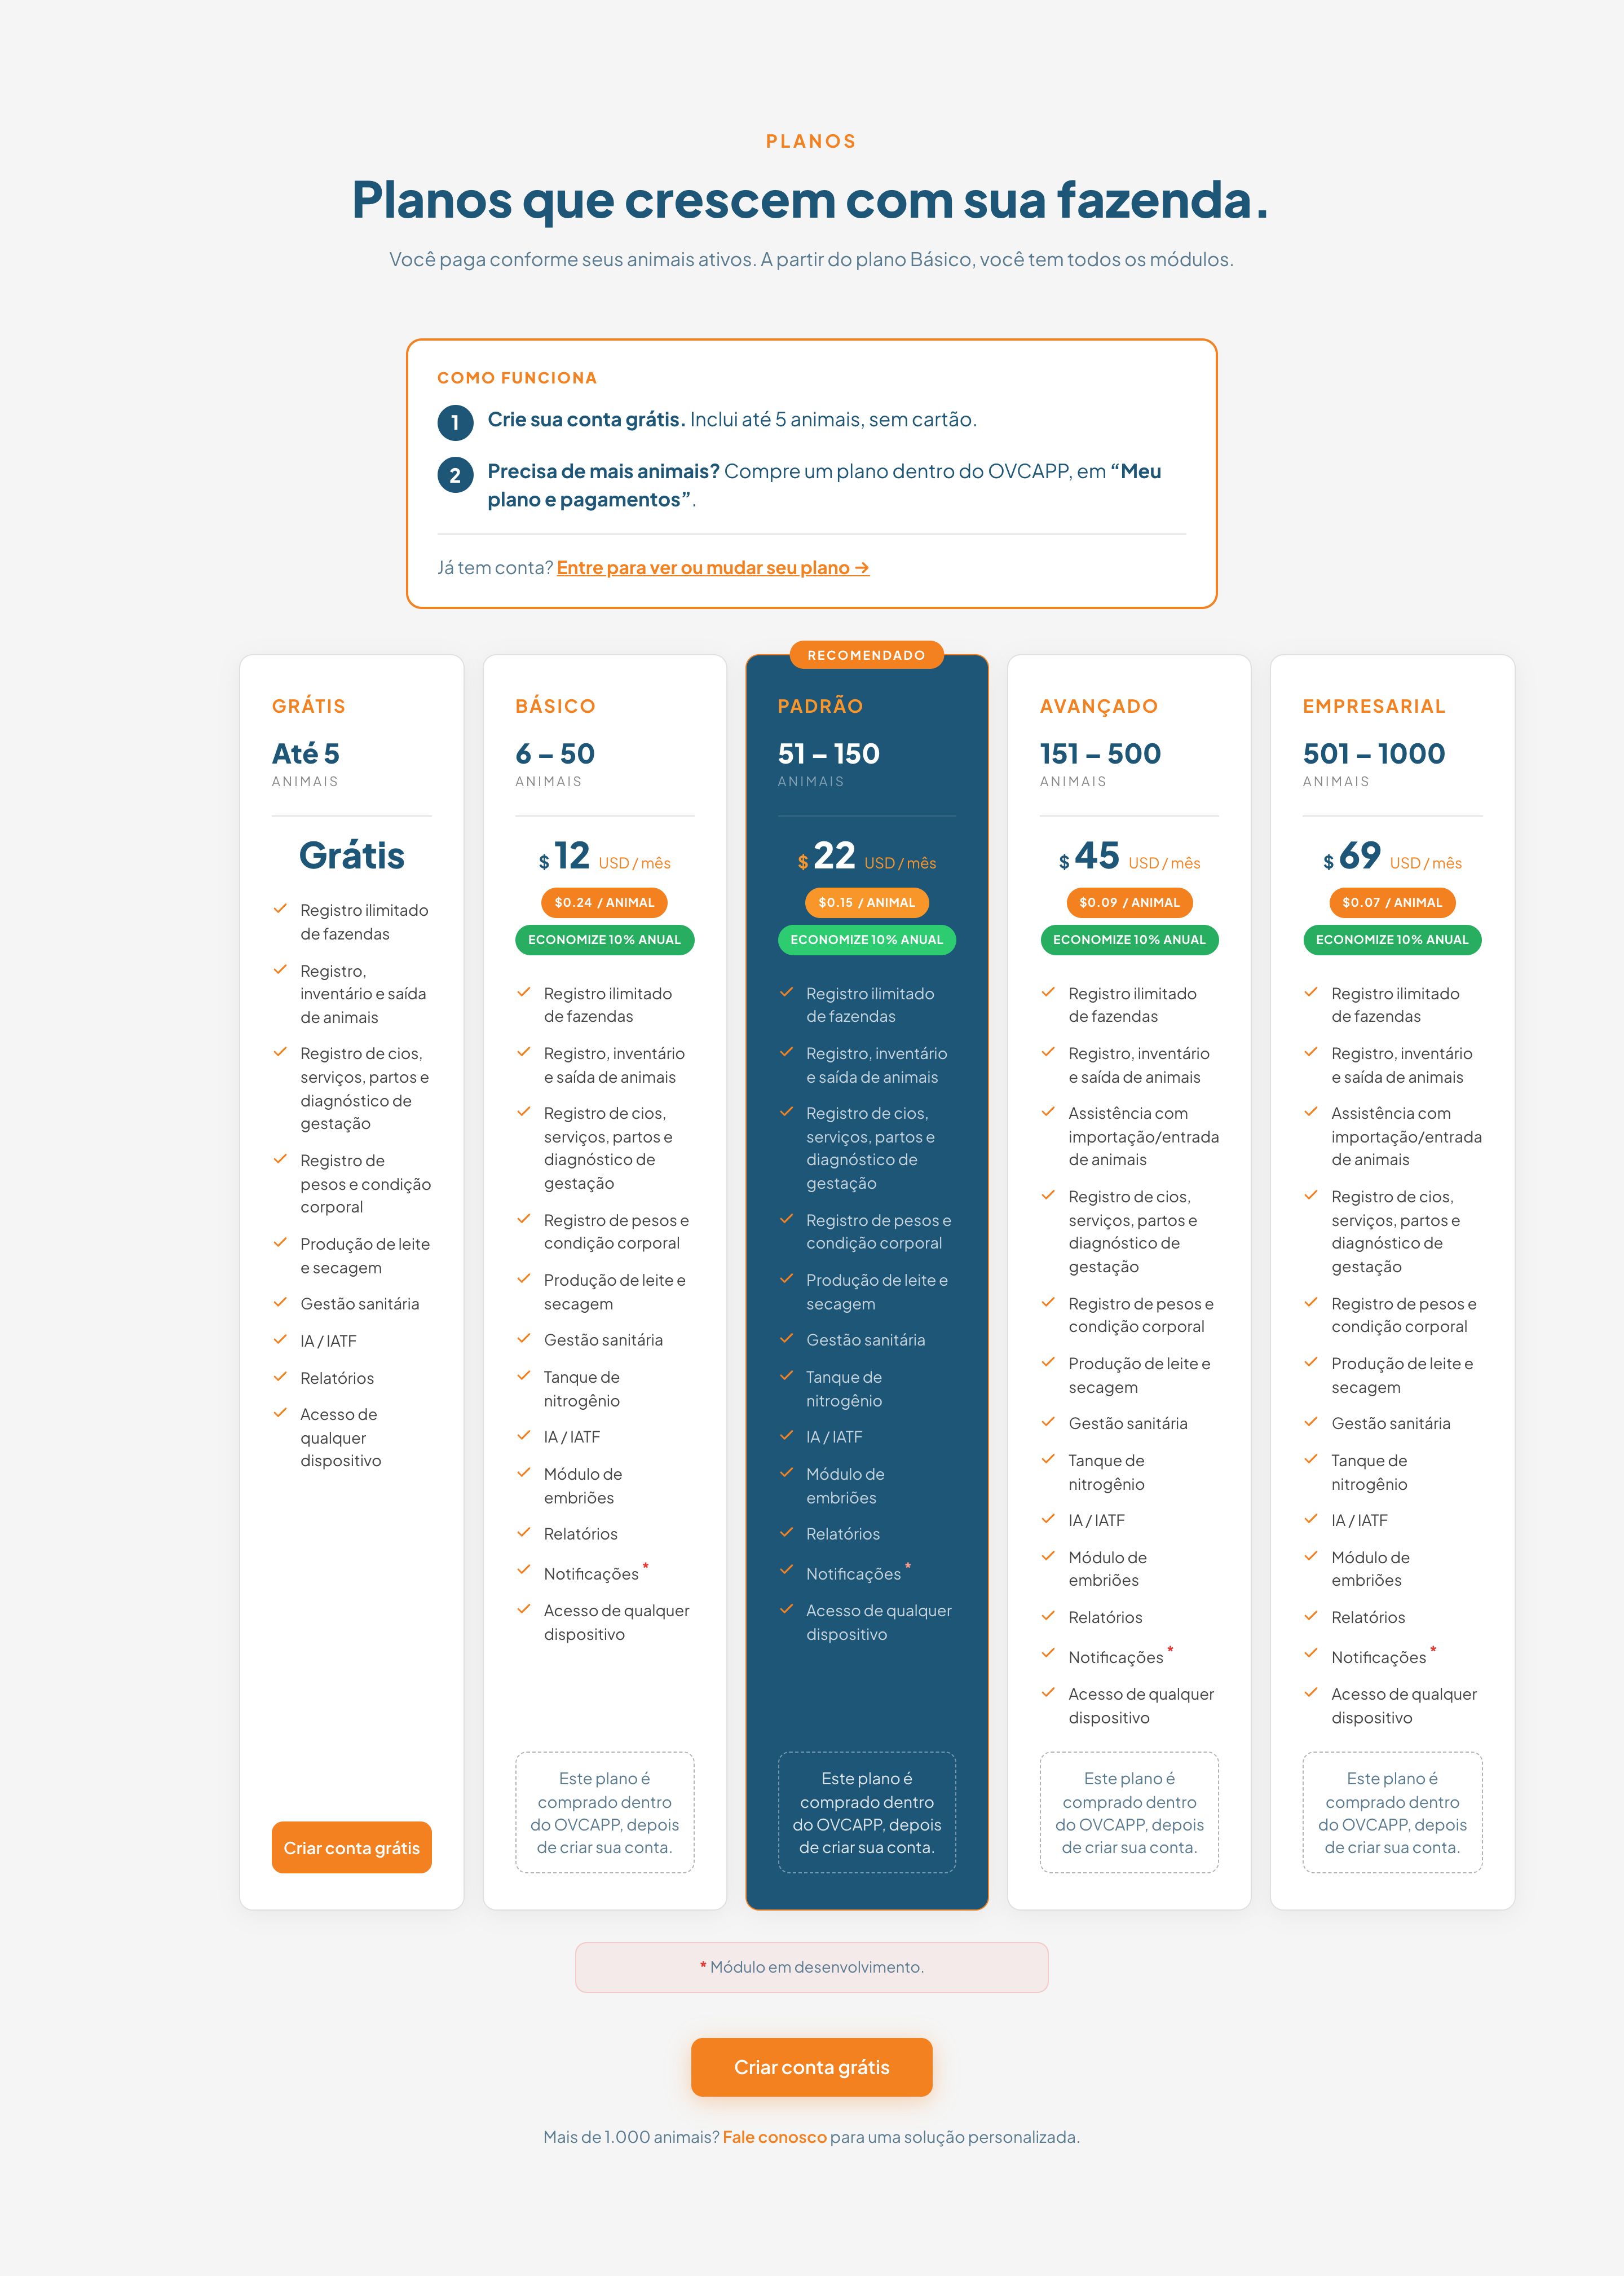 PLANOS
Planos que crescem com sua fazenda.
Você paga conforme seus animais ativos. A partir do plano Básico, você tem todos os módulos.
COMO FUNCIONA
1 Crie sua conta grátis. Inclui até 5 animais, sem cartão.
2 Precisa de mais animais? Compre um plano dentro do OVCAPP, em “Meu
plano e pagamentos”.
Já tem conta? Entre para ver ou mudar seu plano →
GRÁTIS
Até 5
ANIMAIS
Grátis
Registro ilimitado
de fazendas
Registro,
inventário e saída
de animais
Registro de cios,
serviços, partos e
diagnóstico de
gestação
Registro de
pesos e condição
corporal
Produção de leite
e secagem
Gestão sanitária
IA / IATF
Relatórios
Acesso de
qualquer
dispositivo
Criar conta grátis
BÁSICO
6 – 50
ANIMAIS
$ 12 USD / mês
$0.24 / ANIMAL
ECONOMIZE 10% ANUAL
Registro ilimitado
de fazendas
Registro, inventário
e saída de animais
Registro de cios,
serviços, partos e
diagnóstico de
gestação
Registro de pesos e
condição corporal
Produção de leite e
secagem
Gestão sanitária
Tanque de
nitrogênio
IA / IATF
Módulo de
embriões
Relatórios
Notificações *
Acesso de qualquer
dispositivo
Este plano é
comprado dentro
do OVCAPP, depois
de criar sua conta.
RECOMENDADO
PADRÃO
51 – 150
ANIMAIS
$ 22 USD / mês
$0.15 / ANIMAL
ECONOMIZE 10% ANUAL
Registro ilimitado
de fazendas
Registro, inventário
e saída de animais
Registro de cios,
serviços, partos e
diagnóstico de
gestação
Registro de pesos e
condição corporal
Produção de leite e
secagem
Gestão sanitária
Tanque de
nitrogênio
IA / IATF
Módulo de
embriões
Relatórios
Notificações *
Acesso de qualquer
dispositivo
Este plano é
comprado dentro
do OVCAPP, depois
de criar sua conta.
AVANÇADO
151 – 500
ANIMAIS
$ 45 USD / mês
$0.09 / ANIMAL
ECONOMIZE 10% ANUAL
Registro ilimitado
de fazendas
Registro, inventário
e saída de animais
Assistência com
importação/entrada
de animais
Registro de cios,
serviços, partos e
diagnóstico de
gestação
Registro de pesos e
condição corporal
Produção de leite e
secagem
Gestão sanitária
Tanque de
nitrogênio
IA / IATF
Módulo de
embriões
Relatórios
Notificações *
Acesso de qualquer
dispositivo
Este plano é
comprado dentro
do OVCAPP, depois
de criar sua conta.
EMPRESARIAL
501 – 1000
ANIMAIS
$ 69 USD / mês
$0.07 / ANIMAL
ECONOMIZE 10% ANUAL
Registro ilimitado
de fazendas
Registro, inventário
e saída de animais
Assistência com
importação/entrada
de animais
Registro de cios,
serviços, partos e
diagnóstico de
gestação
Registro de pesos e
condição corporal
Produção de leite e
secagem
Gestão sanitária
Tanque de
nitrogênio
IA / IATF
Módulo de
embriões
Relatórios
Notificações *
Acesso de qualquer
dispositivo
Este plano é
comprado dentro
do OVCAPP, depois
de criar sua conta.
* Módulo em desenvolvimento.
Criar conta grátis
Mais de 1.000 animais? Fale conosco para uma solução personalizada.